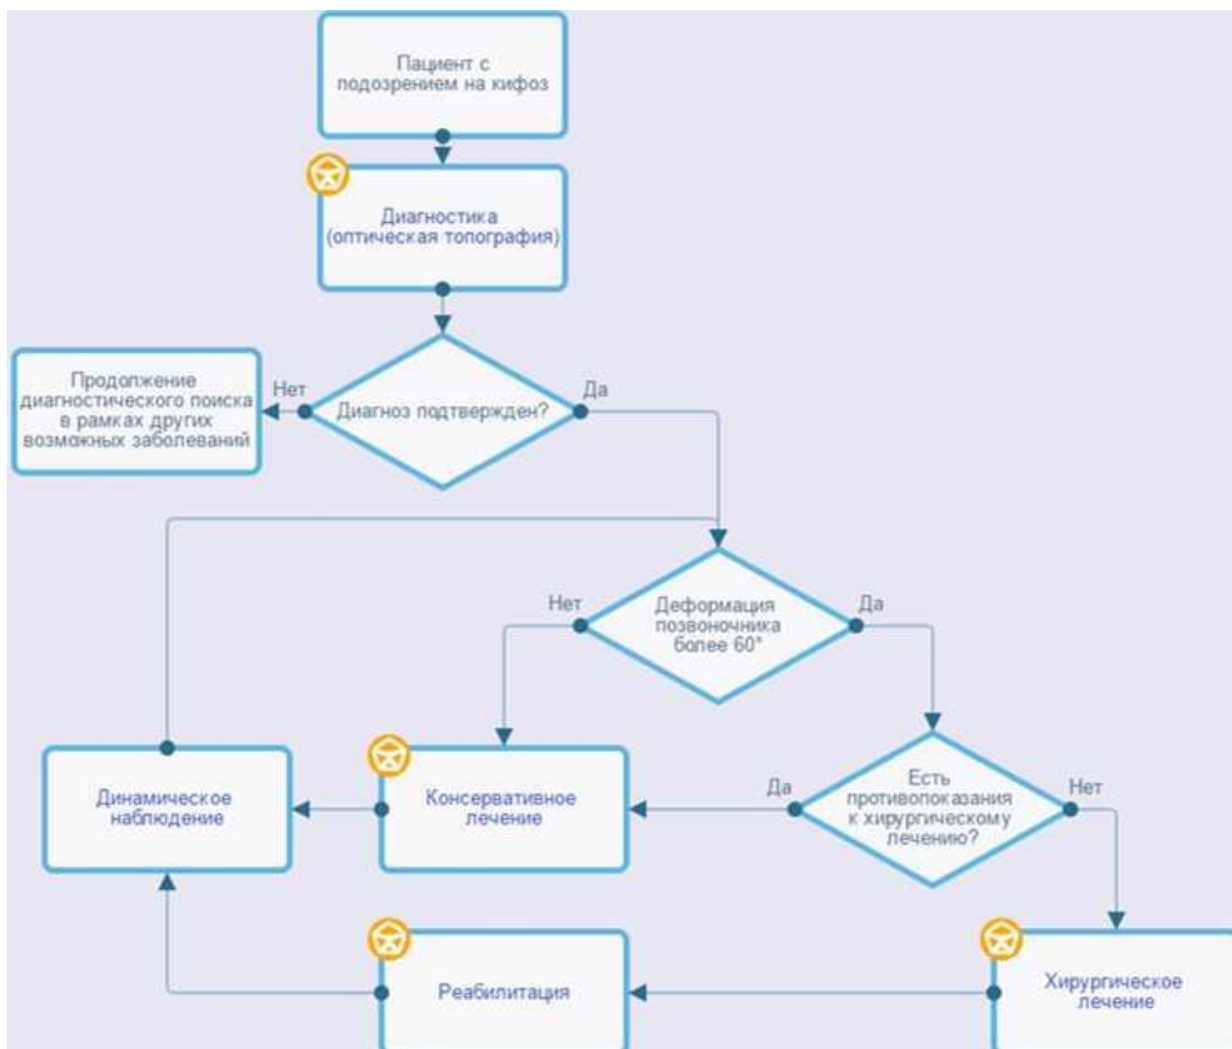 Пациент с
подозрением на кифоз
Диагностика
(оптическая топография)
Продолжение
диагностического поиска
в рамках других
возможных заболеваний
Нет
Диагноз подтвержден?
Да
Нет
Деформация
позвоночника
более 60°
Да
Динамическое
наблюдение
Консервативное
лечение
Да
Есть
противопоказания
к хирургическому
лечению?
Нет
Реабилитация
Хирургическое
лечение